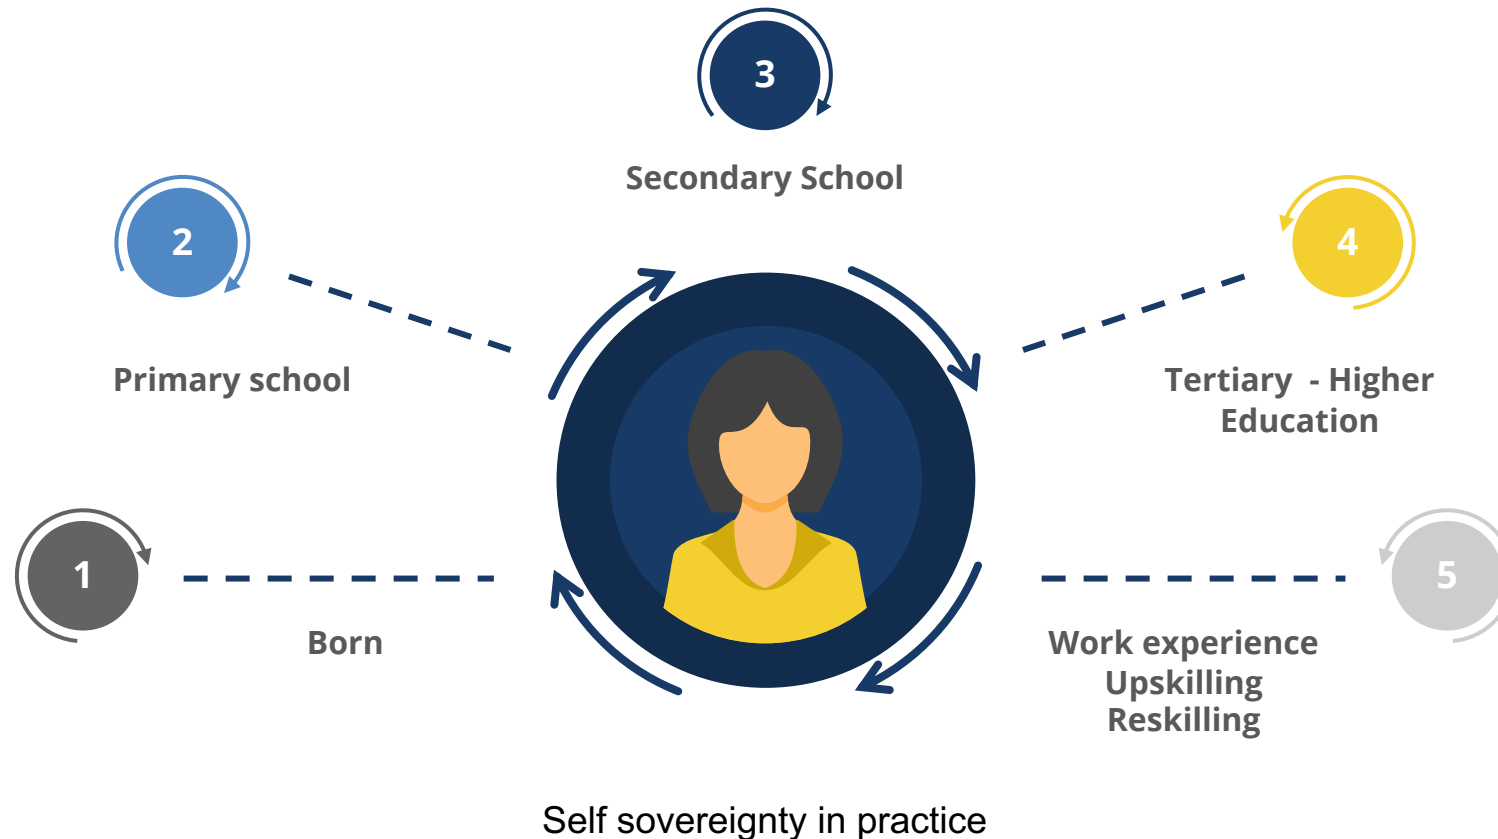 3
Secondary School
2
4
Primary school
Tertiary  - Higher
Education
1
5
Born
Work experience
Upskilling
Reskilling
Self sovereignty in practice